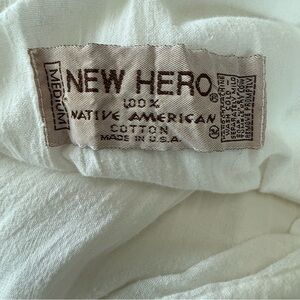 MEDIUM
NEW HERO
100%
NATIVE AMERICAN
COTTON
MADE IN U.S.A.